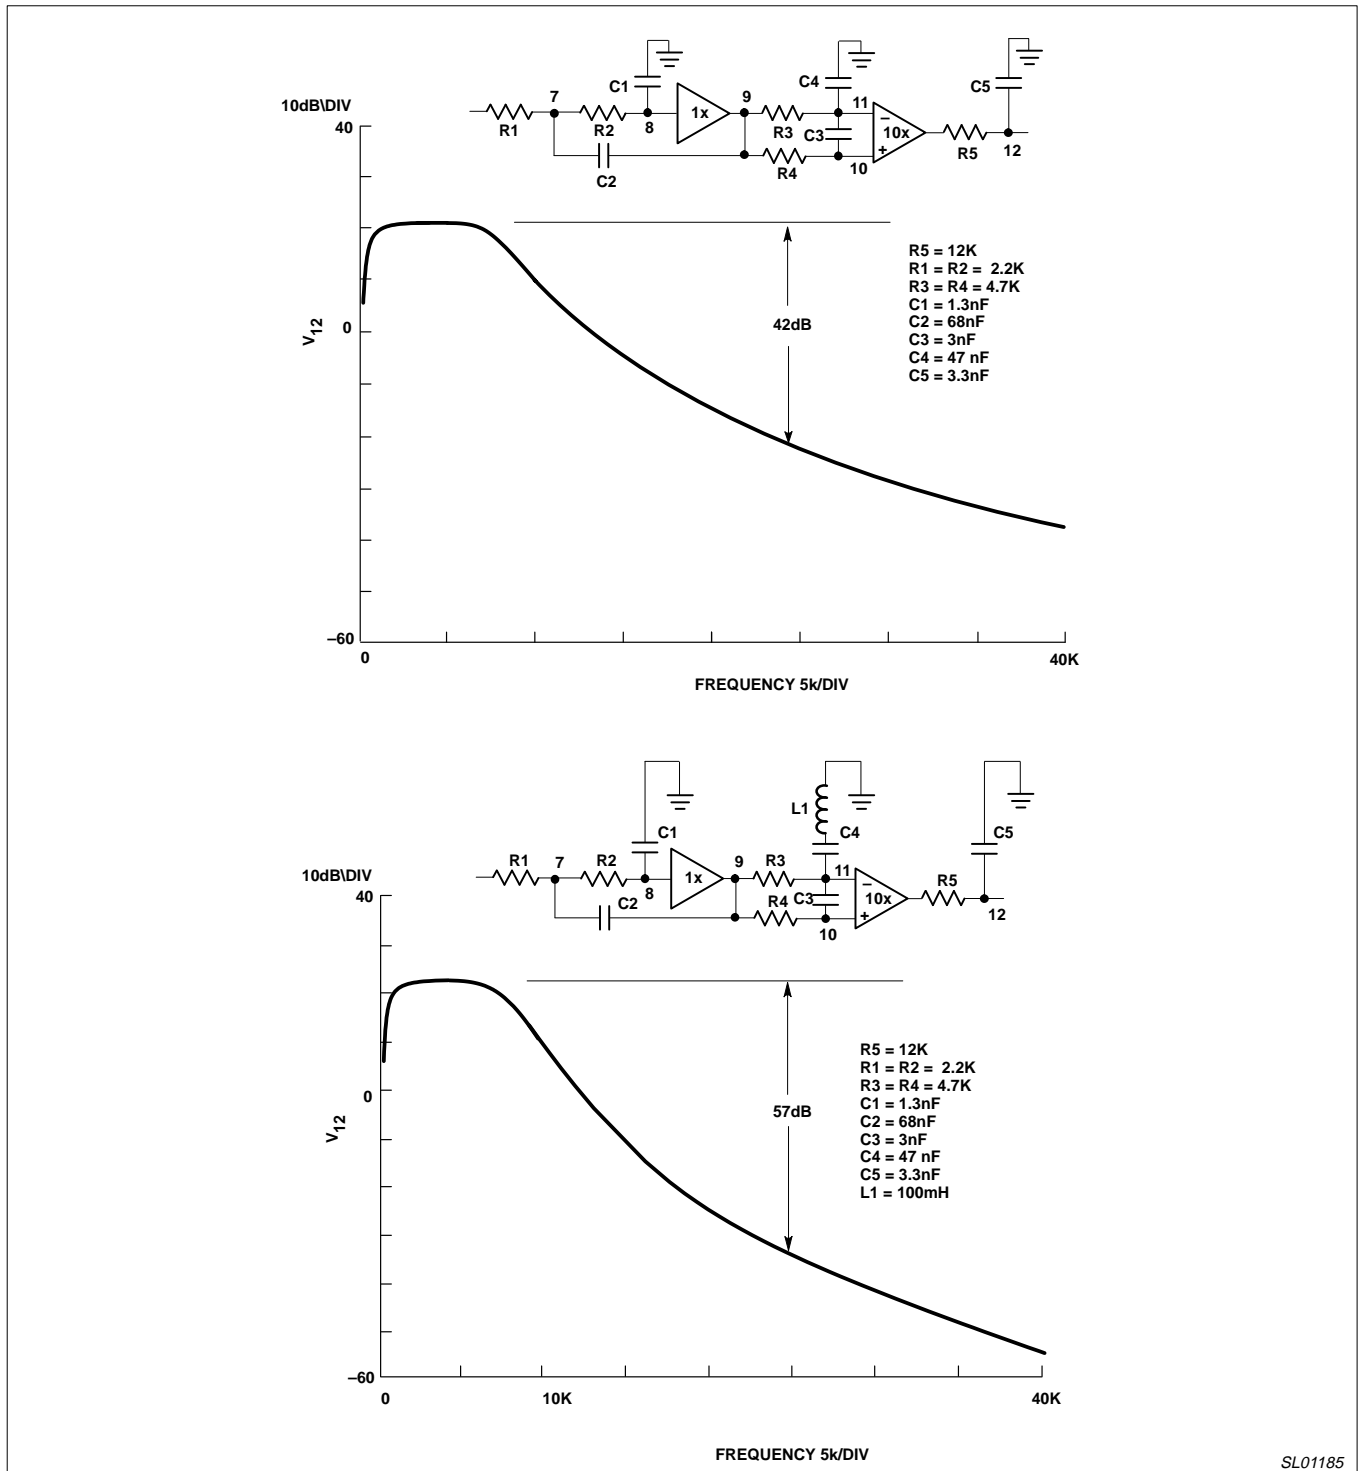 C1
C4
C5
10dB\DIV
7
9
11
R1
R2
8
1x
R3
C3
–
10x
+
R5
12
40
C2
R4
10
R5 = 12K
R1 = R2 = 2.2K
R3 = R4 = 4.7K
C1 = 1.3nF
C2 = 68nF
C3 = 3nF
C4 = 47 nF
C5 = 3.3nF
42dB
V12
0
–60
0
40K
FREQUENCY 5k/DIV
L1
C1
C4
C5
10dB\DIV
R1
7
R2
8
1x
9
R3
11
–
10x
+
R5
12
40
C2
R4
C3
10
R5 = 12K
R1 = R2 = 2.2K
R3 = R4 = 4.7K
C1 = 1.3nF
C2 = 68nF
C3 = 3nF
C4 = 47 nF
C5 = 3.3nF
L1 = 100mH
57dB
V12
0
–60
0
10K
40K
FREQUENCY 5k/DIV
SL01185